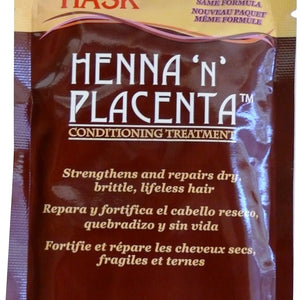 HASK
SAME FORMULA
NOUVEAU PAQUET
MÊME FORMULE
HENNA 'N'
PLACENTA™
CONDITIONING TREATMENT
Strengthens and repairs dry,
brittle, lifeless hair
Repara y fortifica el cabello reseco,
quebradizo y sin vida
Fortifie et répare les cheveux secs,
fragiles et ternes